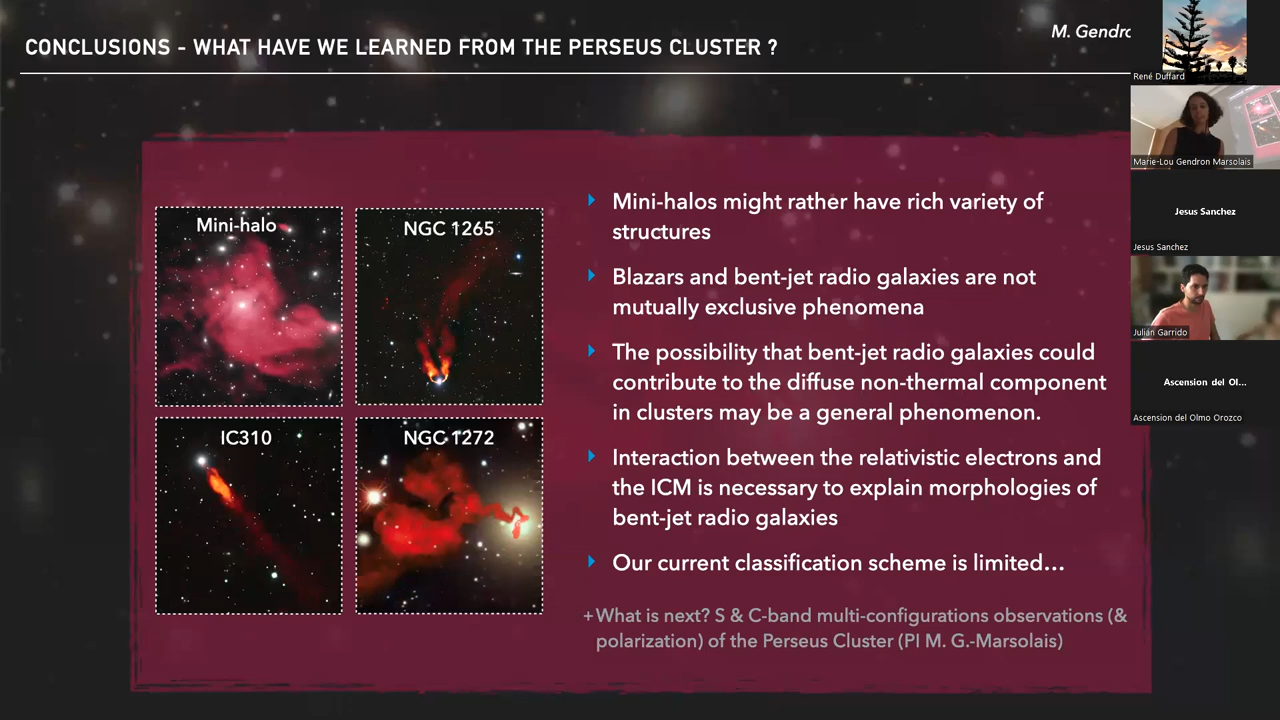 CONCLUSIONS - WHAT HAVE WE LEARNED FROM THE PERSEUS CLUSTER ?
M. Gendro
Mini-halo
NGC 1265
IC310
NGC 1272
Mini-halos might rather have rich variety of
structures
Blazars and bent-jet radio galaxies are not
mutually exclusive phenomena
The possibility that bent-jet radio galaxies could
contribute to the diffuse non-thermal component
in clusters may be a general phenomenon.
Interaction between the relativistic electrons and
the ICM is necessary to explain morphologies of
bent-jet radio galaxies
Our current classification scheme is limited...
+What is next? S & C-band multi-configurations observations (&
polarization) of the Perseus Cluster (PI M. G.-Marsolais)
René Duffard
Marie-Lou Gendron Marsolais
Jesus Sanchez
Jesus Sanchez
Julián Garrido
Ascension del Ol...
Ascension del Olmo Orozco